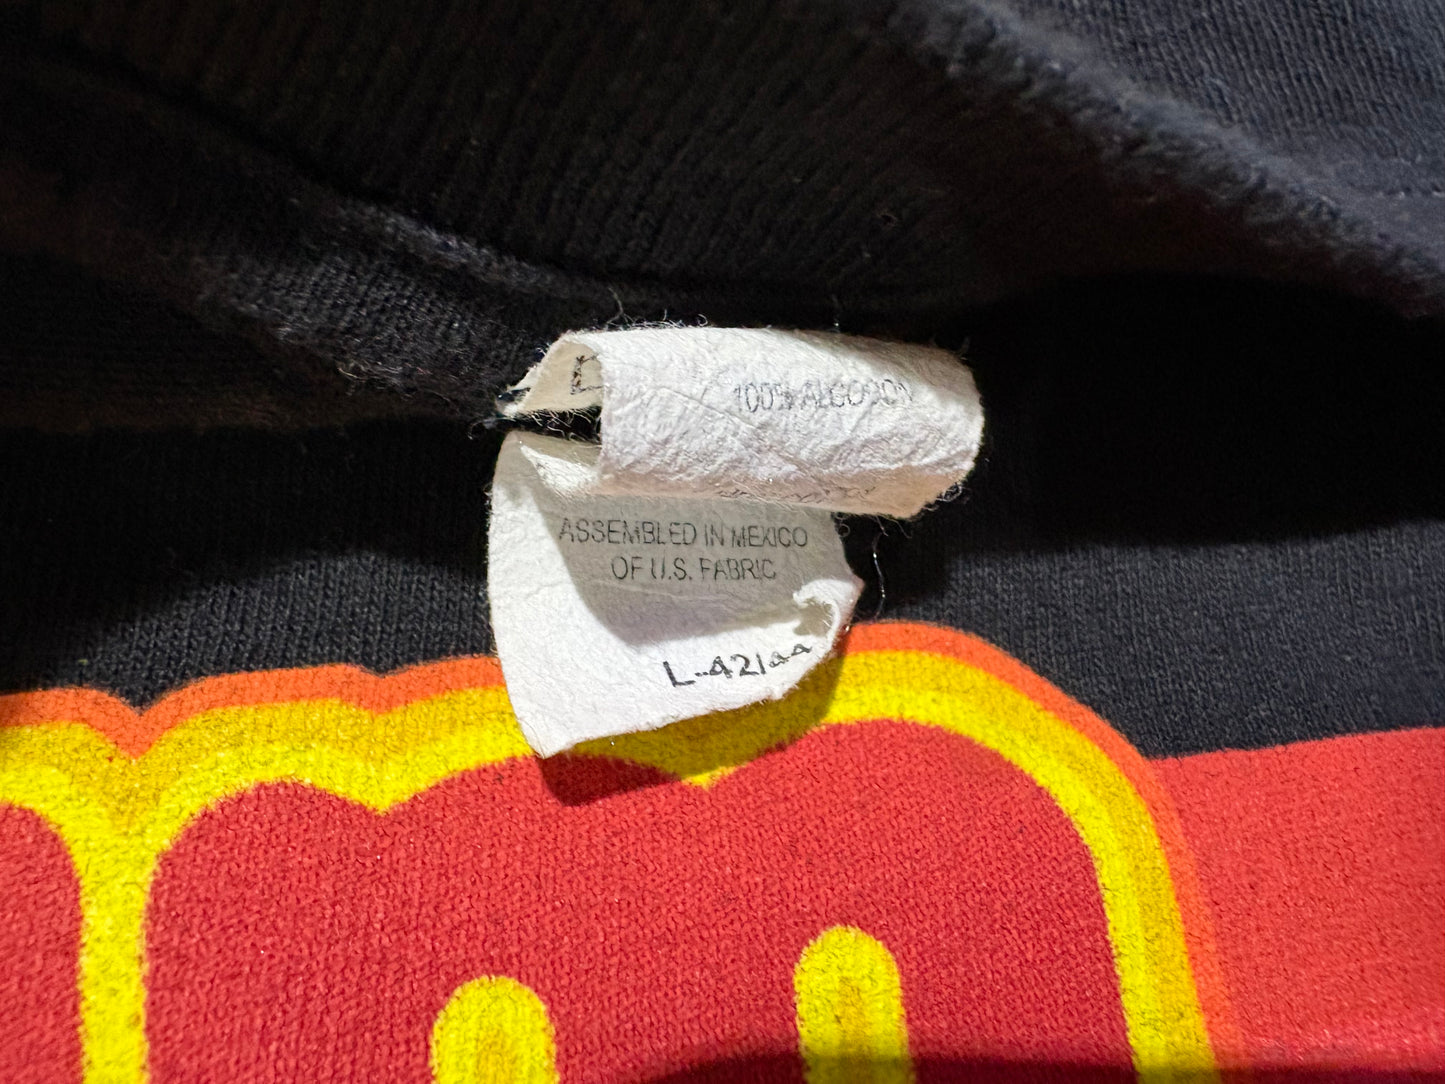 100% ALGODON
ASSEMBLED IN MEXICO
OF U.S. FABRIC
L-42/44